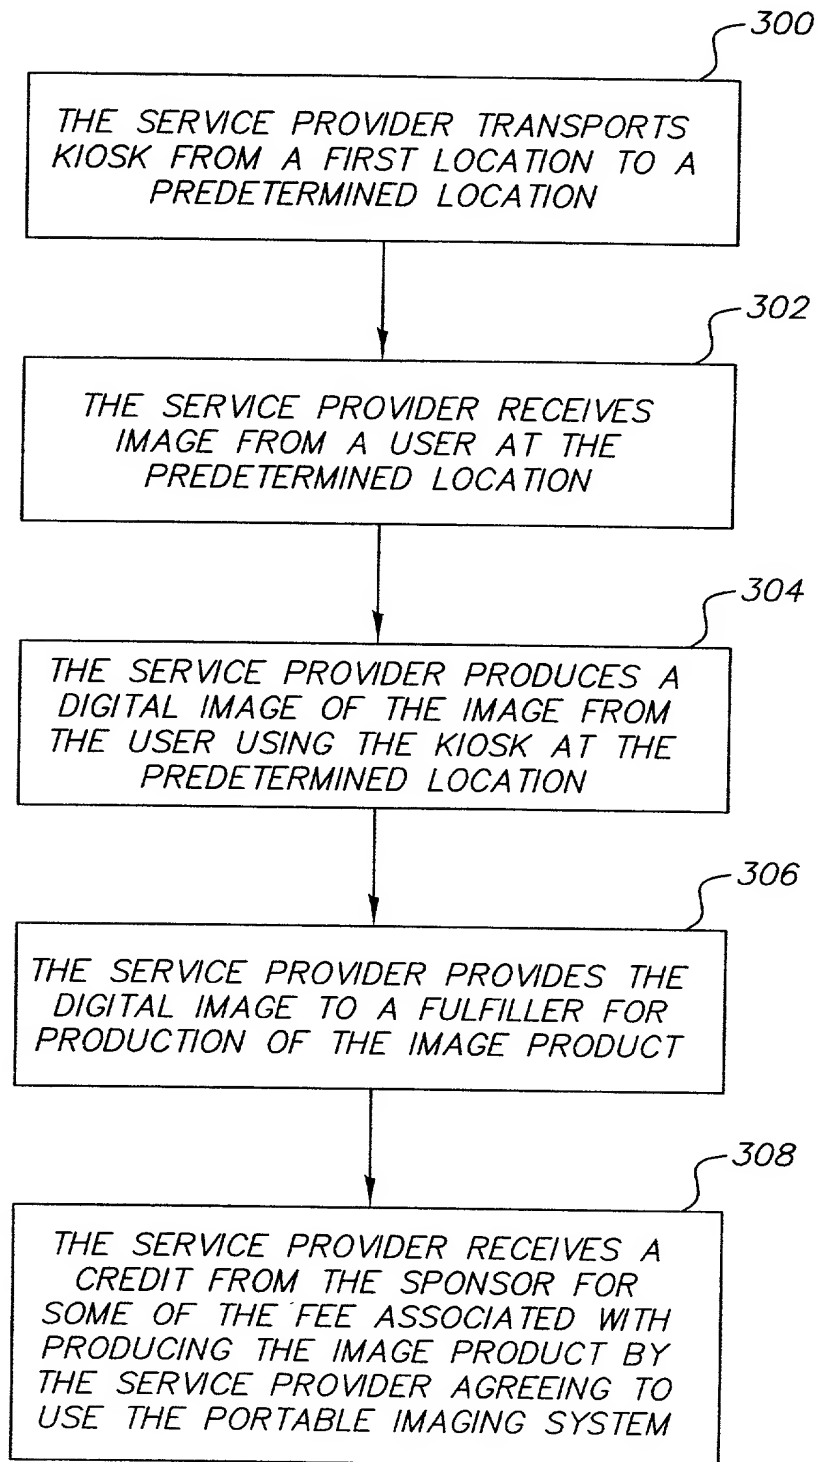 300
THE SERVICE PROVIDER TRANSPORTS
KIOSK FROM A FIRST LOCATION TO A
PREDETERMINED LOCATION
302
THE SERVICE PROVIDER RECEIVES
IMAGE FROM A USER AT THE
PREDETERMINED LOCATION
304
THE SERVICE PROVIDER PRODUCES A
DIGITAL IMAGE OF THE IMAGE FROM
THE USER USING THE KIOSK AT THE
PREDETERMINED LOCATION
306
THE SERVICE PROVIDER PROVIDES THE
DIGITAL IMAGE TO A FULFILLER FOR
PRODUCTION OF THE IMAGE PRODUCT
308
THE SERVICE PROVIDER RECEIVES A
CREDIT FROM THE SPONSOR FOR
SOME OF THE FEE ASSOCIATED WITH
PRODUCING THE IMAGE PRODUCT BY
THE SERVICE PROVIDER AGREEING TO
USE THE PORTABLE IMAGING SYSTEM